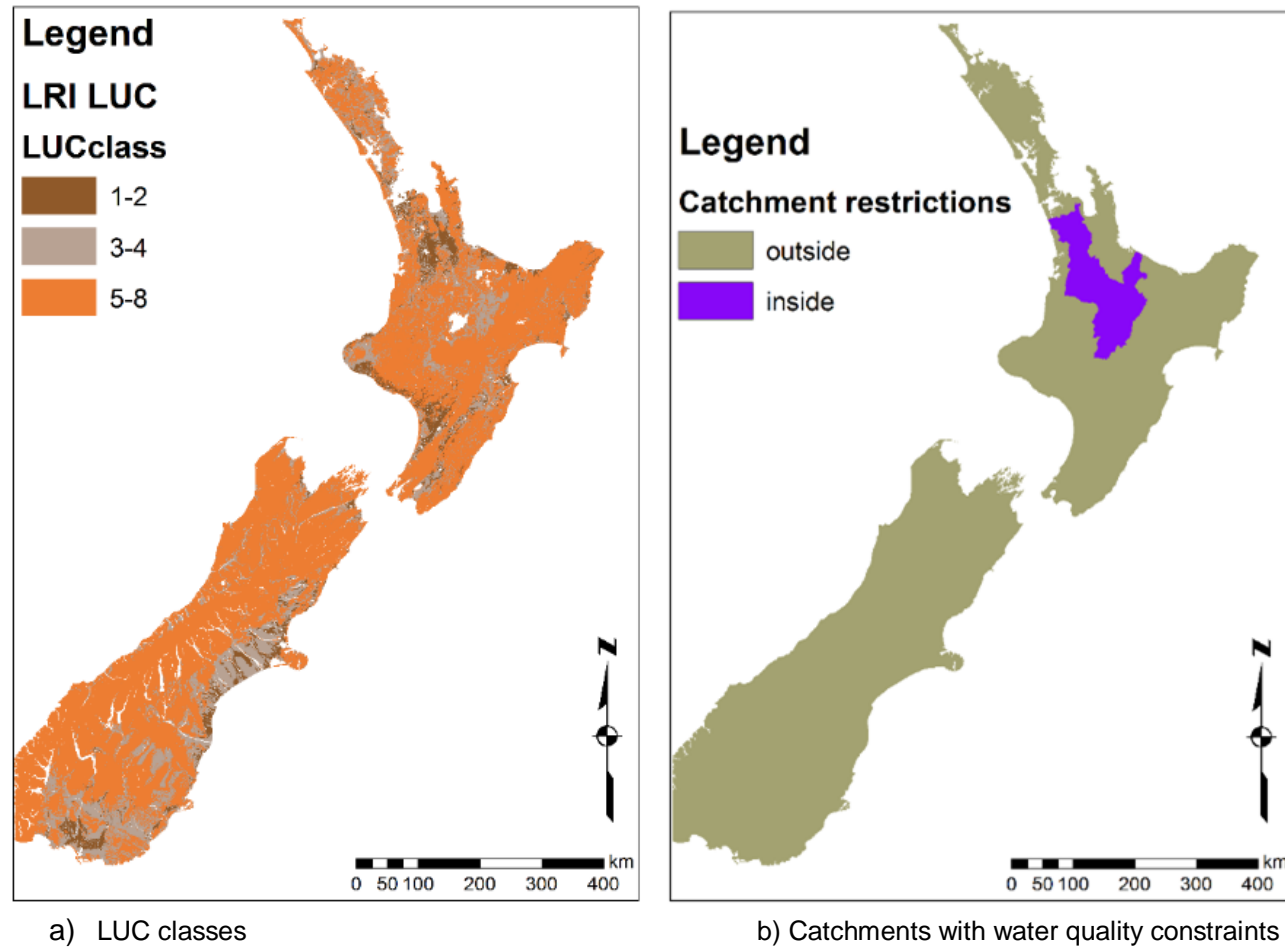 Legend
LRI LUC
LUCclass
1-2
3-4
5-8
N
km
0 50 100 200 300 400
a) LUC classes
Legend
Catchment restrictions
outside
inside
N
km
0 50 100 200 300 400
b) Catchments with water quality constraints